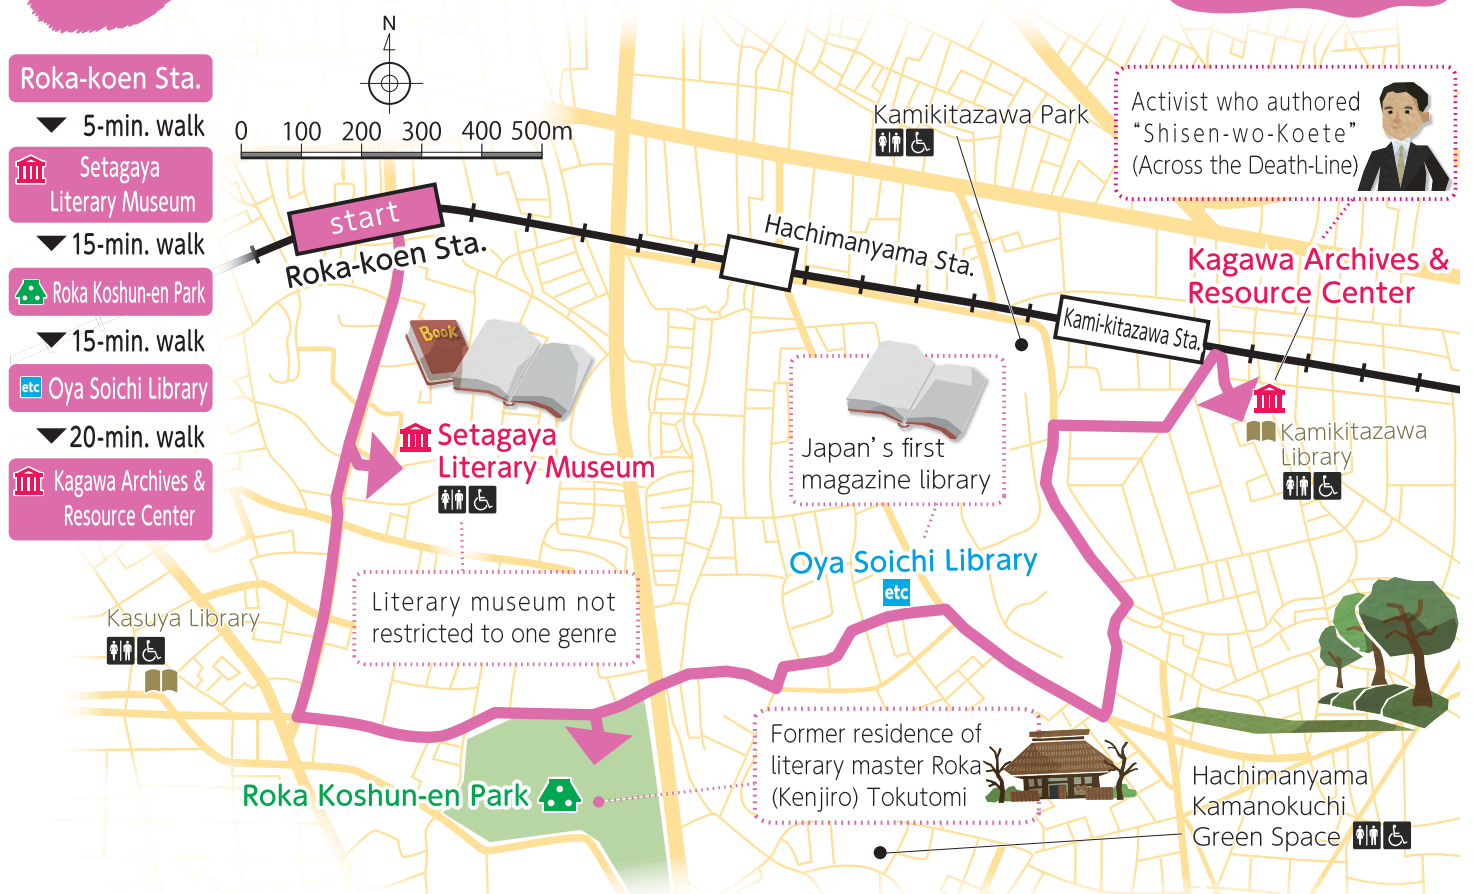 Roka-koen Sta.
5-min. walk
Setagaya
Literary Museum
15-min. walk
Roka Koshun-en Park
15-min. walk
etc Oya Soichi Library
20-min. walk
Kagawa Archives &
Resource Center
N
0 100 200 300 400 500m
start
Roka-koen Sta.
Hachimanyama Sta.
Kami-kitazawa Sta.
Kamikitazawa Park
Activist who authored
“Shisen-wo-Koete”
(Across the Death-Line)
Kagawa Archives &
Resource Center
Kamikitazawa
Library
Book
Setagaya
Literary Museum
Literary museum not
restricted to one genre
Japan’s first
magazine library
Oya Soichi Library
etc
Kasuya Library
Roka Koshun-en Park
Former residence of
literary master Roka
(Kenjiro) Tokutomi
Hachimanyama
Kamanokuchi
Green Space